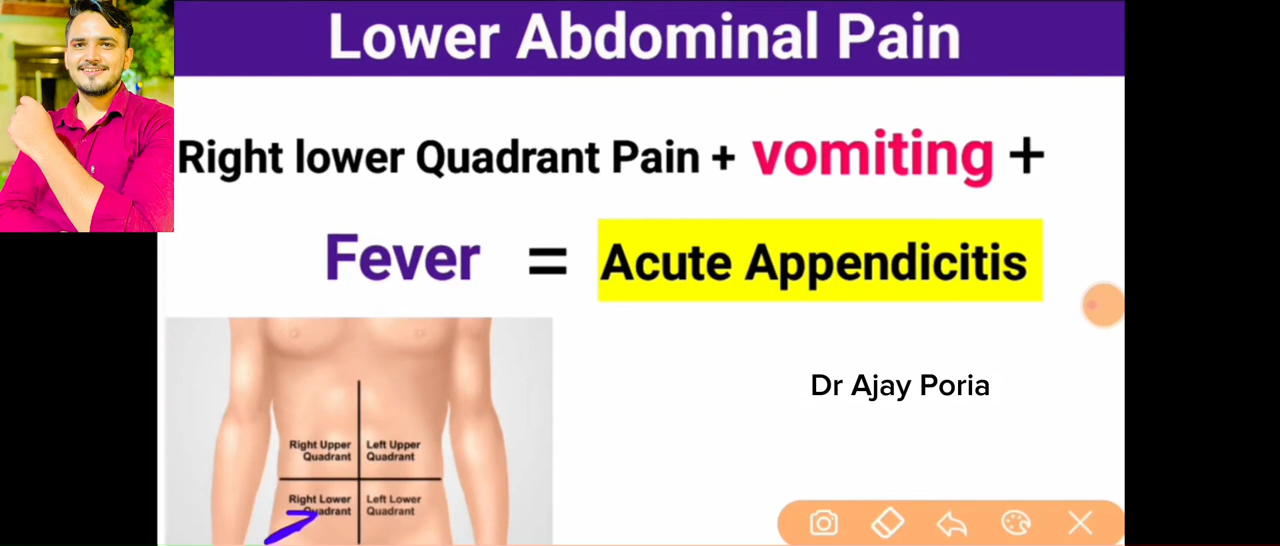 Lower Abdominal Pain
Right lower Quadrant Pain + vomiting +
Fever = Acute Appendicitis
Dr Ajay Poria
Right Upper Quadrant
Left Upper Quadrant
Right Lower Quadrant
Left Lower Quadrant